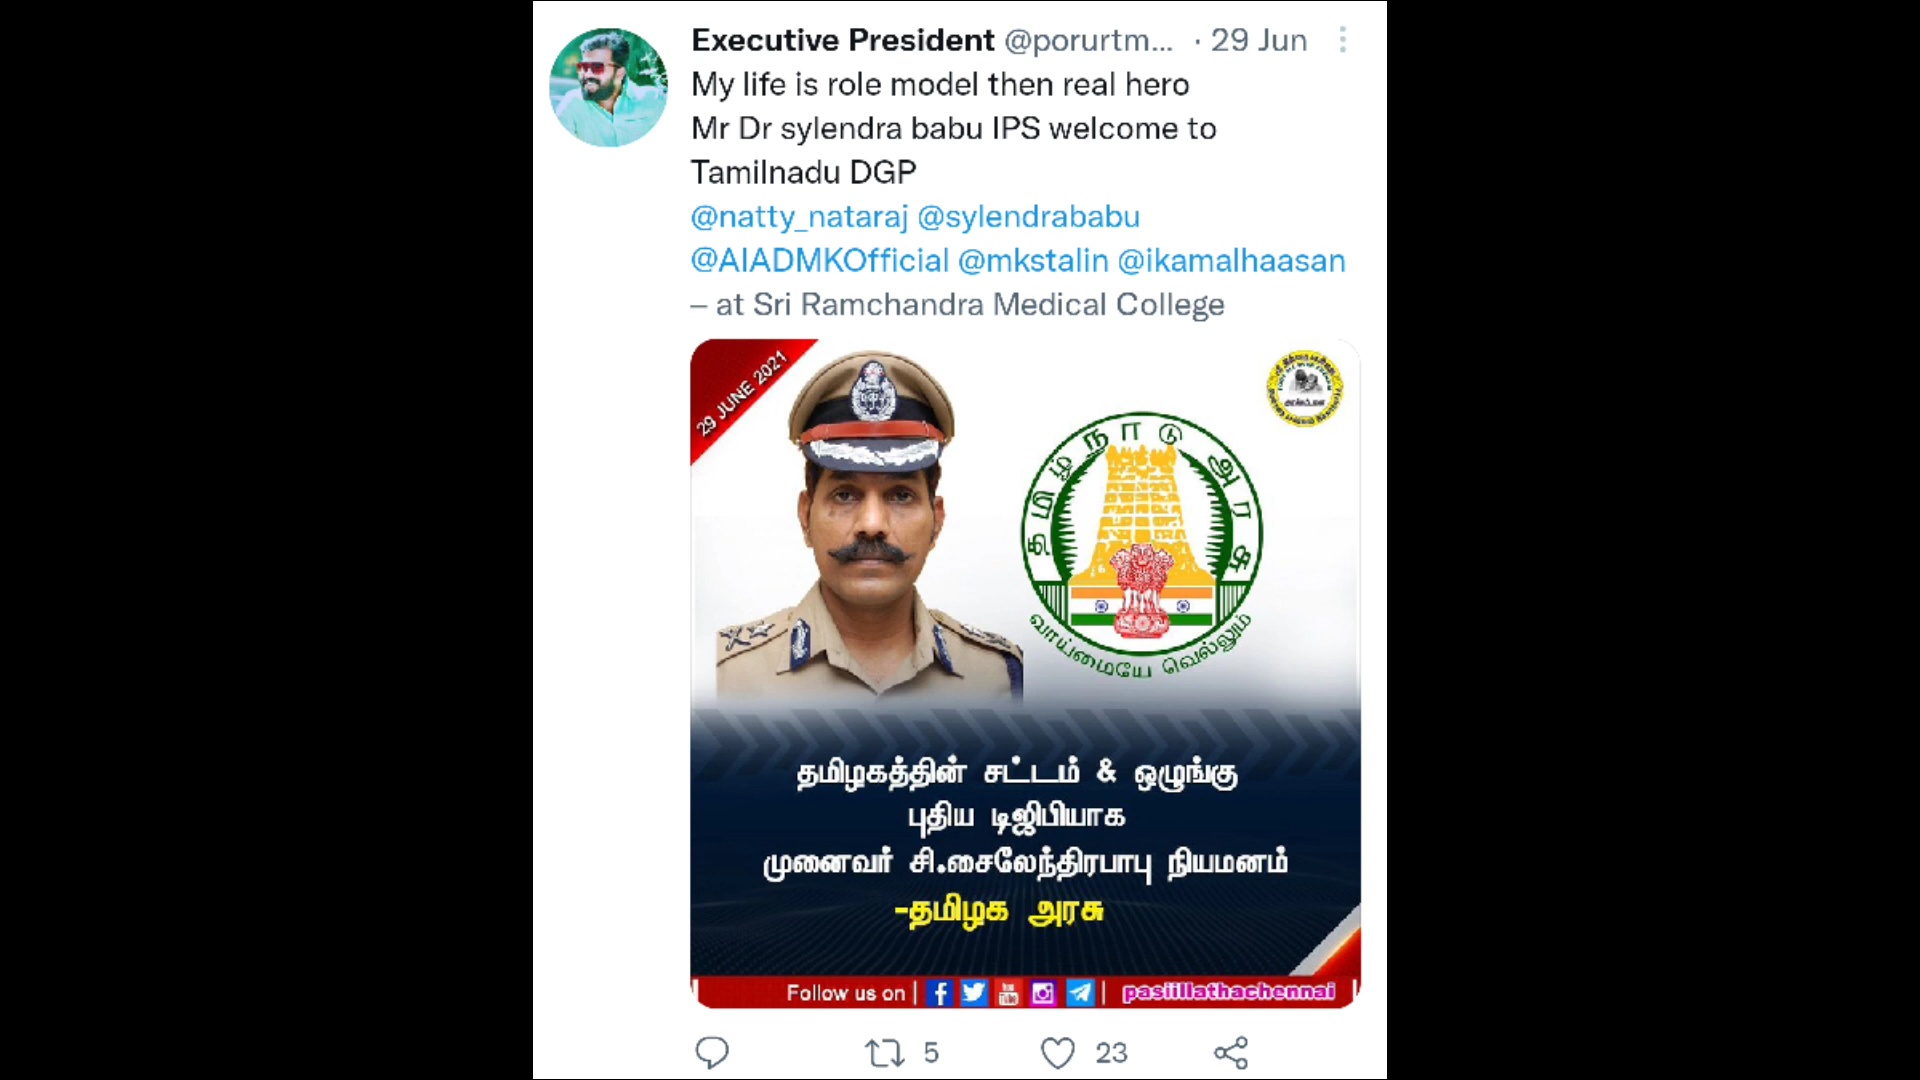 Executive President @porurtm... · 29 Jun
My life is role model then real hero
Mr Dr sylendra babu IPS welcome to
Tamilnadu DGP
@natty_nataraj @sylendrababu
@AIADMKOfficial @mkstalin @ikamalhaasan
– at Sri Ramchandra Medical College
29 JUNE 2021
தமிழ்நாடு அரசு
வாய்மையே வெல்லும்
தமிழகத்தின் சட்டம் & ஒழுங்கு
புதிய டிஜிபியாக
முனைவர் சி.சைலேந்திரபாபு நியமனம்
-தமிழக அரசு
Follow us on | | pasiillathachennai
5 23